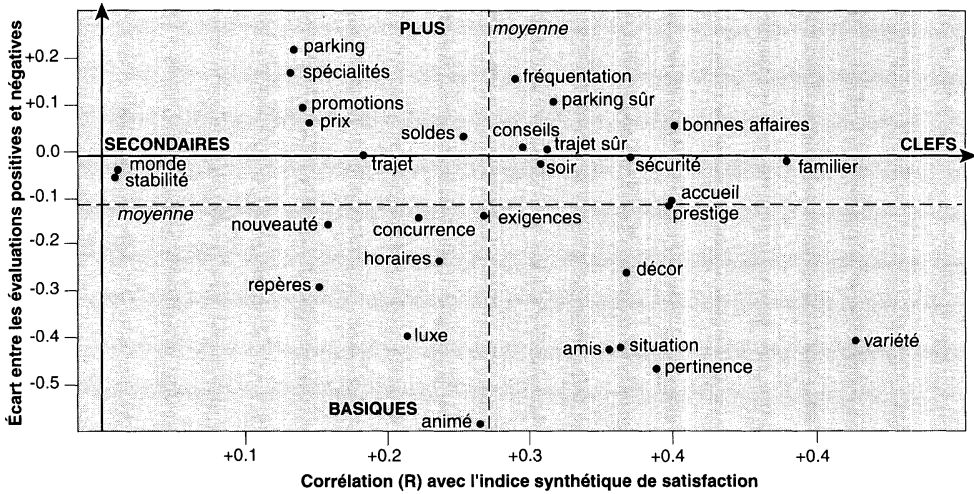 Écart entre les évaluations positives et négatives
+0.2
+0.1
0.0
-0.1
-0.2
-0.3
-0.4
-0.5
PLUS
moyenne
parking
spécialités
fréquentation
promotions
parking sûr
prix
soldes
conseils
bonnes affaires
SECONDAIRES
trajet sûr
CLEFS
monde
trajet
soir
sécurité
familier
stabilité
accueil
moyenne
prestige
nouveauté
concurrence
exigences
horaires
décor
repères
luxe
amis
situation
variété
pertinence
BASIQUES
animé
+0.1
+0.2
+0.3
+0.4
+0.4
Corrélation (R) avec l'indice synthétique de satisfaction